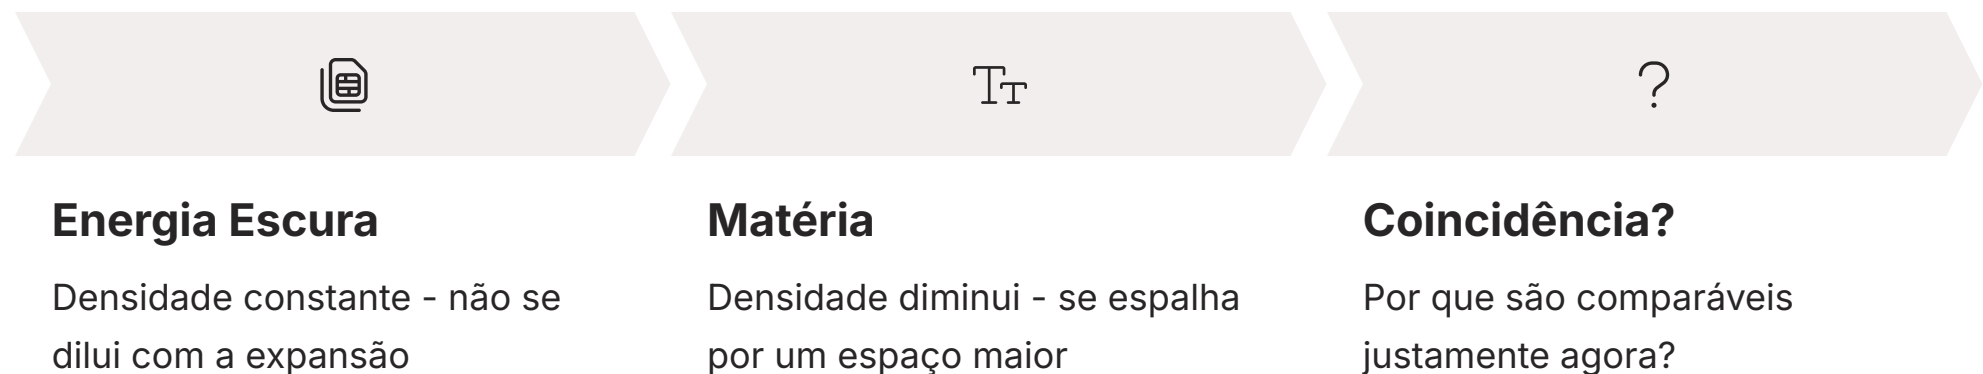 Energia Escura
Densidade constante - não se
dilui com a expansão
Matéria
Densidade diminui - se espalha
por um espaço maior
Coincidência?
Por que são comparáveis
justamente agora?